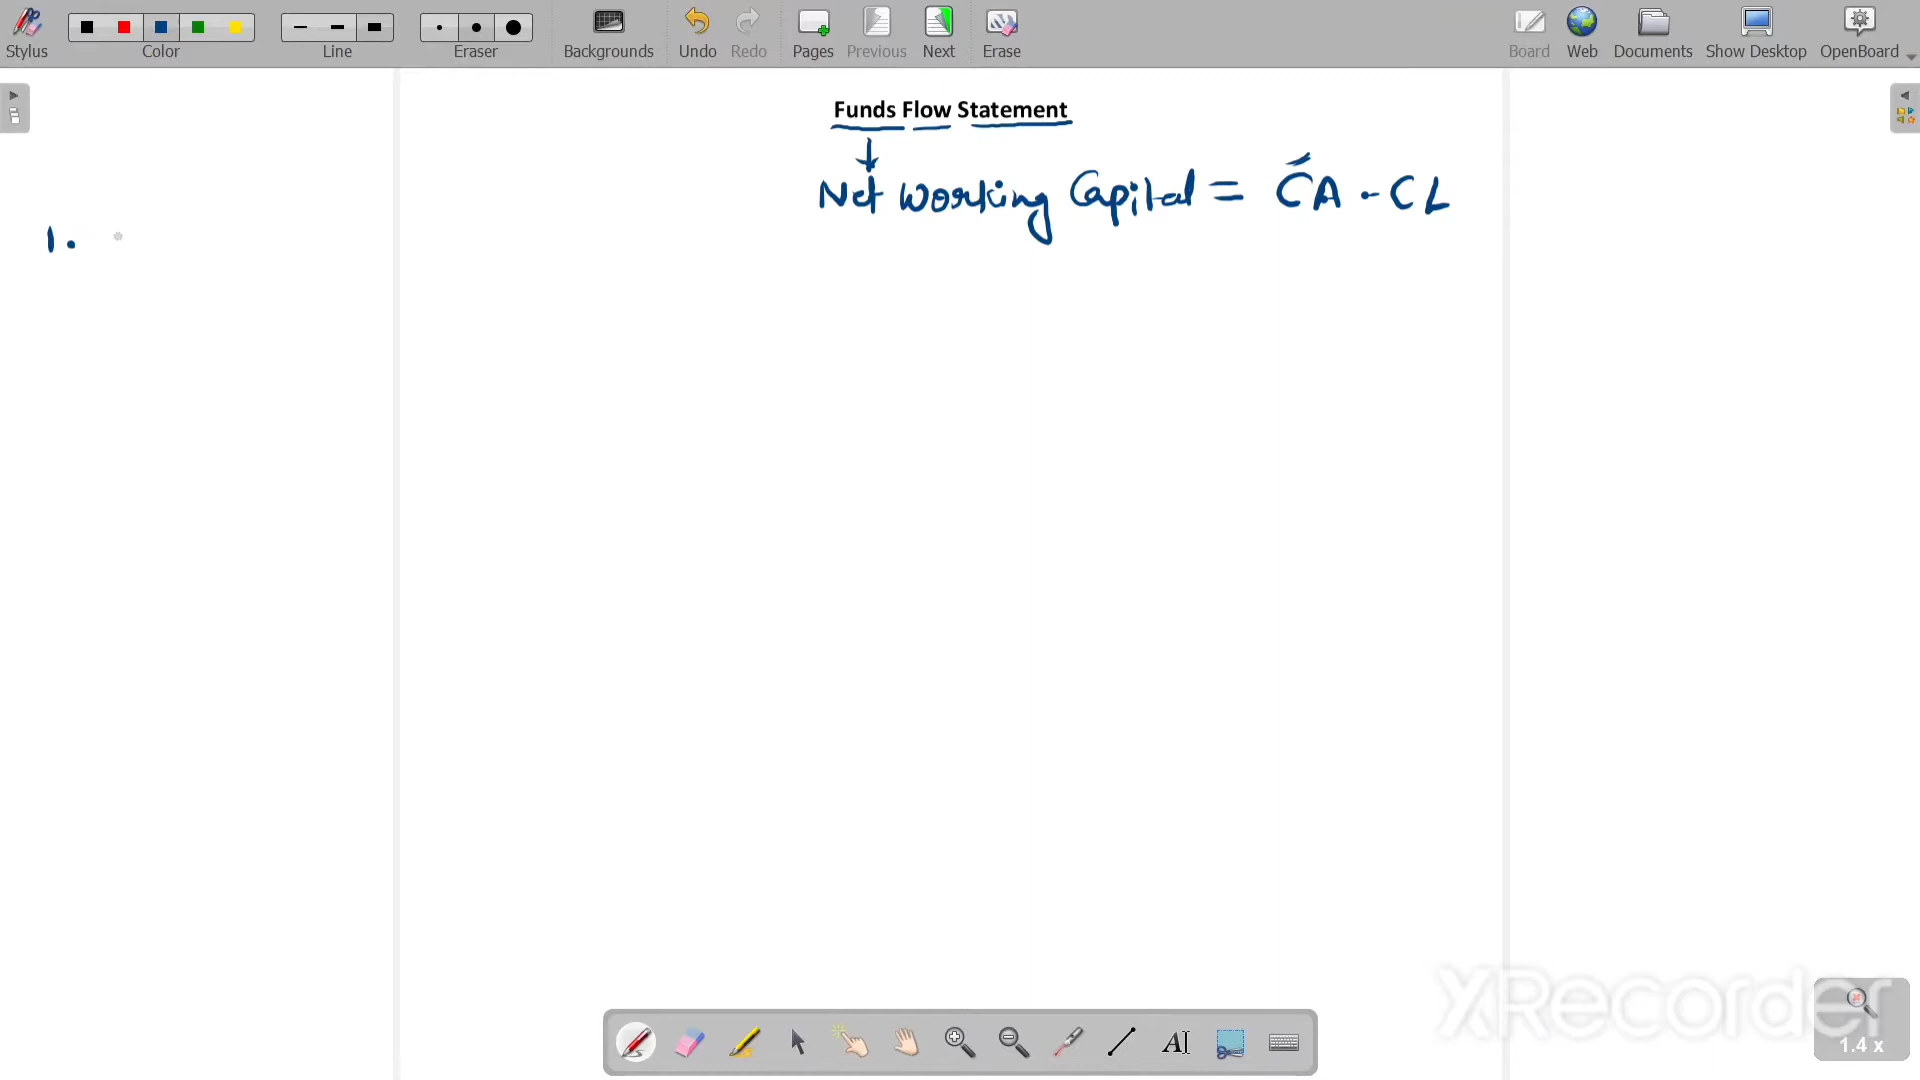 Stylus Color Line Eraser Backgrounds Undo Redo Pages Previous Next Erase Board Web Documents Show Desktop OpenBoard
Funds Flow Statement
Net Working Capital = CA - CL
1.
XRecorder
1.4 x